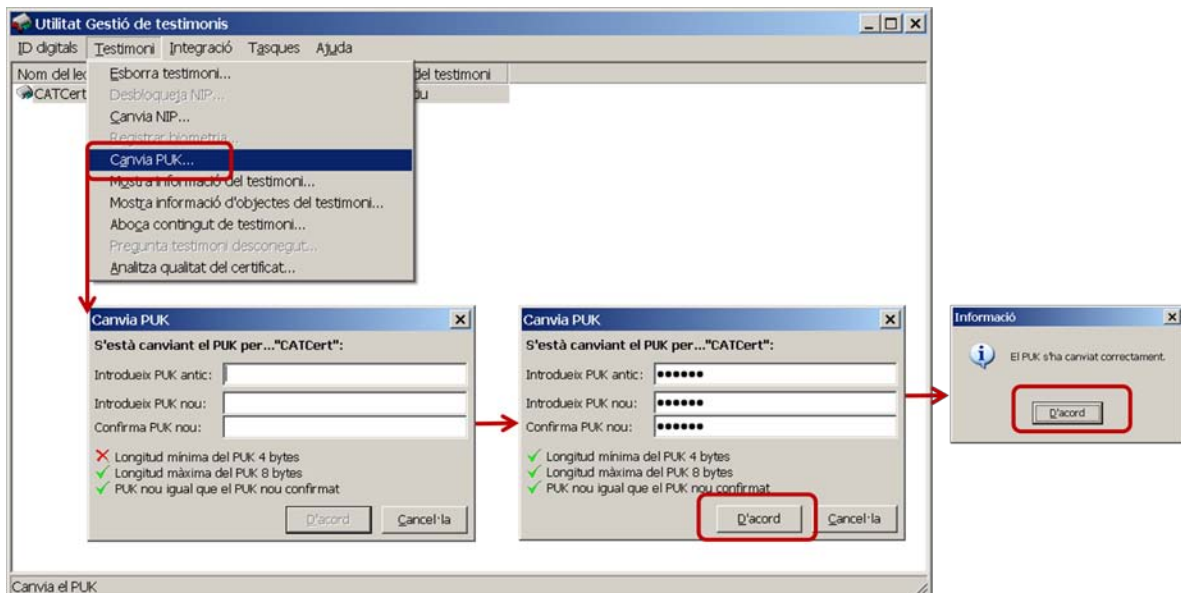 Utilitat Gestió de testimonis
ID digitals Testimoni Integració Tasques Ajuda
Nom del lec del testimoni
CATCert du
Esborra testimoni...
Desbloqueja NIP...
Canvia NIP...
Registrar biometria...
Canvia PUK...
Mostra informació del testimoni...
Mostra informació d'objectes del testimoni...
Aboca contingut de testimoni...
Pregunta testimoni desconegut...
Analitza qualitat del certificat...
Canvia PUK
S'està canviant el PUK per..."CATCert":
Introdueix PUK antic:
Introdueix PUK nou:
Confirma PUK nou:
Longitud mínima del PUK 4 bytes
Longitud màxima del PUK 8 bytes
PUK nou igual que el PUK nou confirmat
D'acord Cancel·la
Canvia PUK
S'està canviant el PUK per..."CATCert":
Introdueix PUK antic: ●●●●●●
Introdueix PUK nou: ●●●●●●
Confirma PUK nou: ●●●●●●
Longitud mínima del PUK 4 bytes
Longitud màxima del PUK 8 bytes
PUK nou igual que el PUK nou confirmat
D'acord Cancel·la
Informació
El PUK s'ha canviat correctament.
D'acord
Canvia el PUK